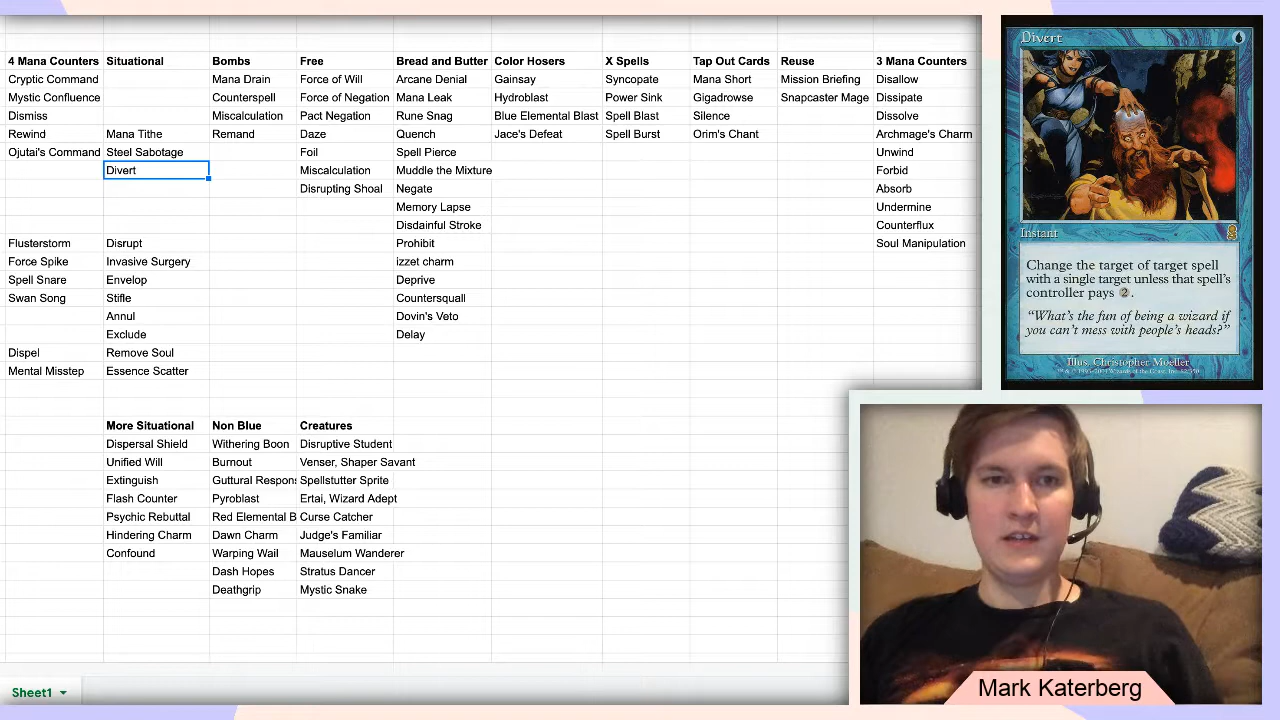 4 Mana Counters Situational Bombs Free Bread and Butter Color Hosers X Spells Tap Out Cards Reuse 3 Mana Counters
Cryptic Command Mana Drain Force of Will Arcane Denial Gainsay Syncopate Mana Short Mission Briefing Disallow
Mystic Confluence Counterspell Force of Negation Mana Leak Hydroblast Power Sink Gigadrowse Snapcaster Mage Dissipate
Dismiss Miscalculation Pact Negation Rune Snag Blue Elemental Blast Spell Blast Silence Dissolve
Rewind Mana Tithe Remand Daze Quench Jace's Defeat Spell Burst Orim's Chant Archmage's Charm
Ojutai's Command Steel Sabotage Foil Spell Pierce Unwind
Divert Miscalculation Muddle the Mixture Forbid
Disrupting Shoal Negate Absorb
Memory Lapse Undermine
Disdainful Stroke Counterflux
Flusterstorm Disrupt Prohibit Soul Manipulation
Force Spike Invasive Surgery izzet charm
Spell Snare Envelop Deprive
Swan Song Stifle Countersquall
Annul Dovin's Veto
Exclude Delay
Dispel Remove Soul
Mental Misstep Essence Scatter
More Situational Non Blue Creatures
Dispersal Shield Withering Boon Disruptive Student
Unified Will Burnout Venser, Shaper Savant
Extinguish Guttural Respons Spellstutter Sprite
Flash Counter Pyroblast Ertai, Wizard Adept
Psychic Rebuttal Red Elemental B Curse Catcher
Hindering Charm Dawn Charm Judge's Familiar
Confound Warping Wail Mauselum Wanderer
Dash Hopes Stratus Dancer
Deathgrip Mystic Snake
Sheet1
Divert
Instant
Change the target of target spell
with a single target unless that spell's
controller pays 2.
"What's the fun of being a wizard if
you can't mess with people's heads?"
Illus. Christopher Moeller
Mark Katerberg